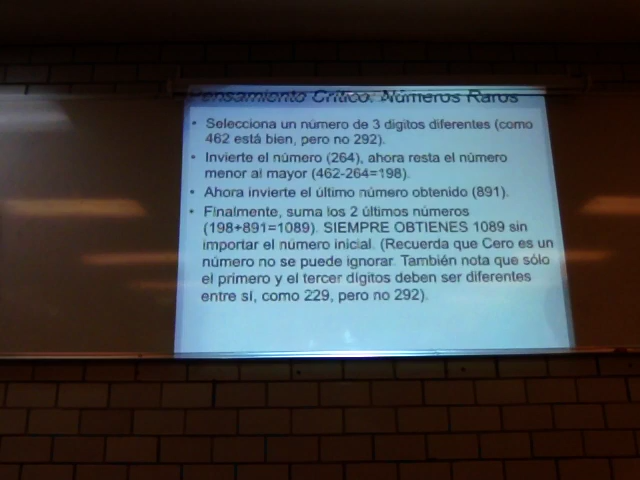 Pensamiento Crítico: Números Raros
• Selecciona un número de 3 digitos diferentes (como
462 está bien, pero no 292).
• Invierte el número (264), ahora resta el número
menor al mayor (462-264=198).
• Ahora invierte el último número obtenido (891).
• Finalmente, suma los 2 últimos números
(198+891=1089). SIEMPRE OBTIENES 1089 sin
importar el número inicial. (Recuerda que Cero es un
número no se puede ignorar. También nota que sólo
el primero y el tercer dígitos deben ser diferentes
entre sí, como 229, pero no 292).